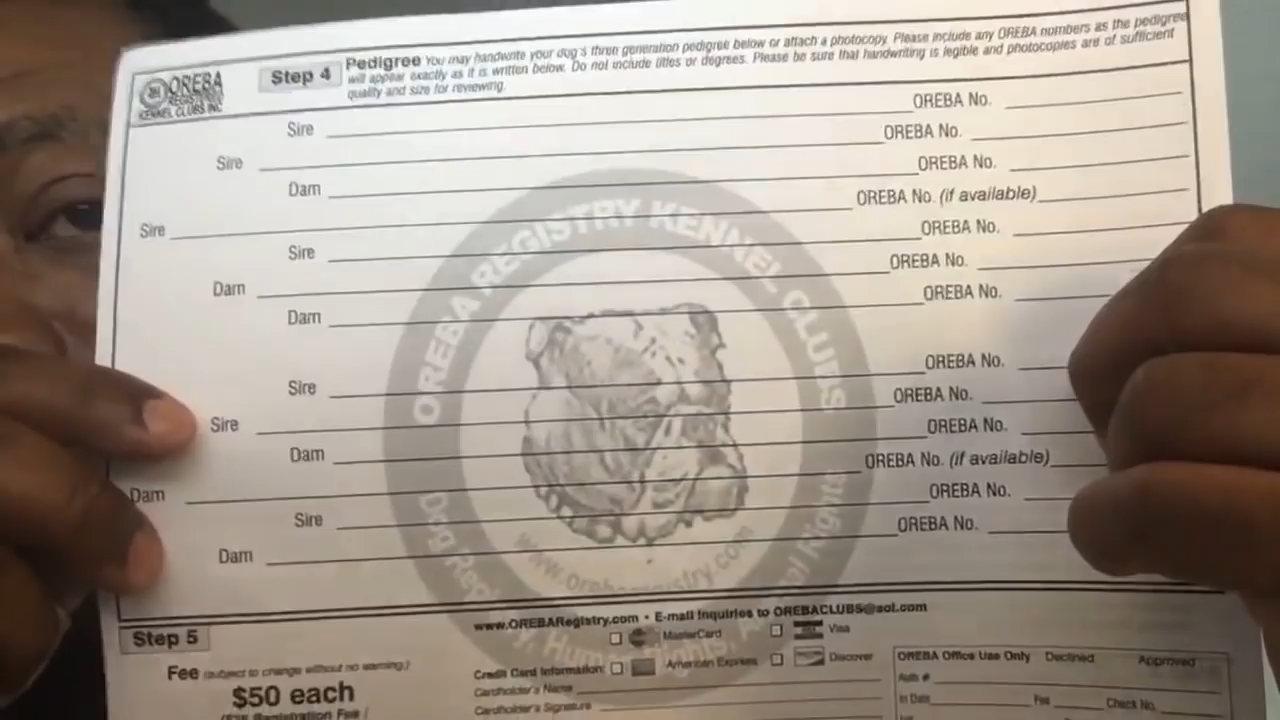 OREBA
REGISTRY
KENNEL CLUBS INC
Step 4
Pedigree You may handwrite your dog's three generation pedigree below or attach a photocopy. Please include any OREBA numbers as the pedigree
will appear exactly as it is written below. Do not include titles or degrees. Please be sure that handwriting is legible and photocopies are of sufficient
quality and size for reviewing.
Sire OREBA No.
Sire OREBA No.
Dam OREBA No.
Sire OREBA No. (if available)
Sire OREBA No.
Dam OREBA No.
Dam OREBA No.
Sire OREBA No.
Sire OREBA No.
Dam OREBA No.
Dam OREBA No. (if available)
Sire OREBA No.
Dam OREBA No.
OREBA REGISTRY KENNEL CLUBS
Dog Registry, Human Rights, Animal Rights
www.orebaregistry.com
Step 5
www.OREBARegistry.com • E-mail Inquiries to OREBACLUBS@aol.com
MasterCard Visa
Credit Card Information: American Express Discover
Cardholder's Name
Cardholder's Signature
Fee (subject to change without no warning.)
$50 each
Registration Fee
OREBA Office Use Only Declined Approved
Auth #
In Date Fee Check No.